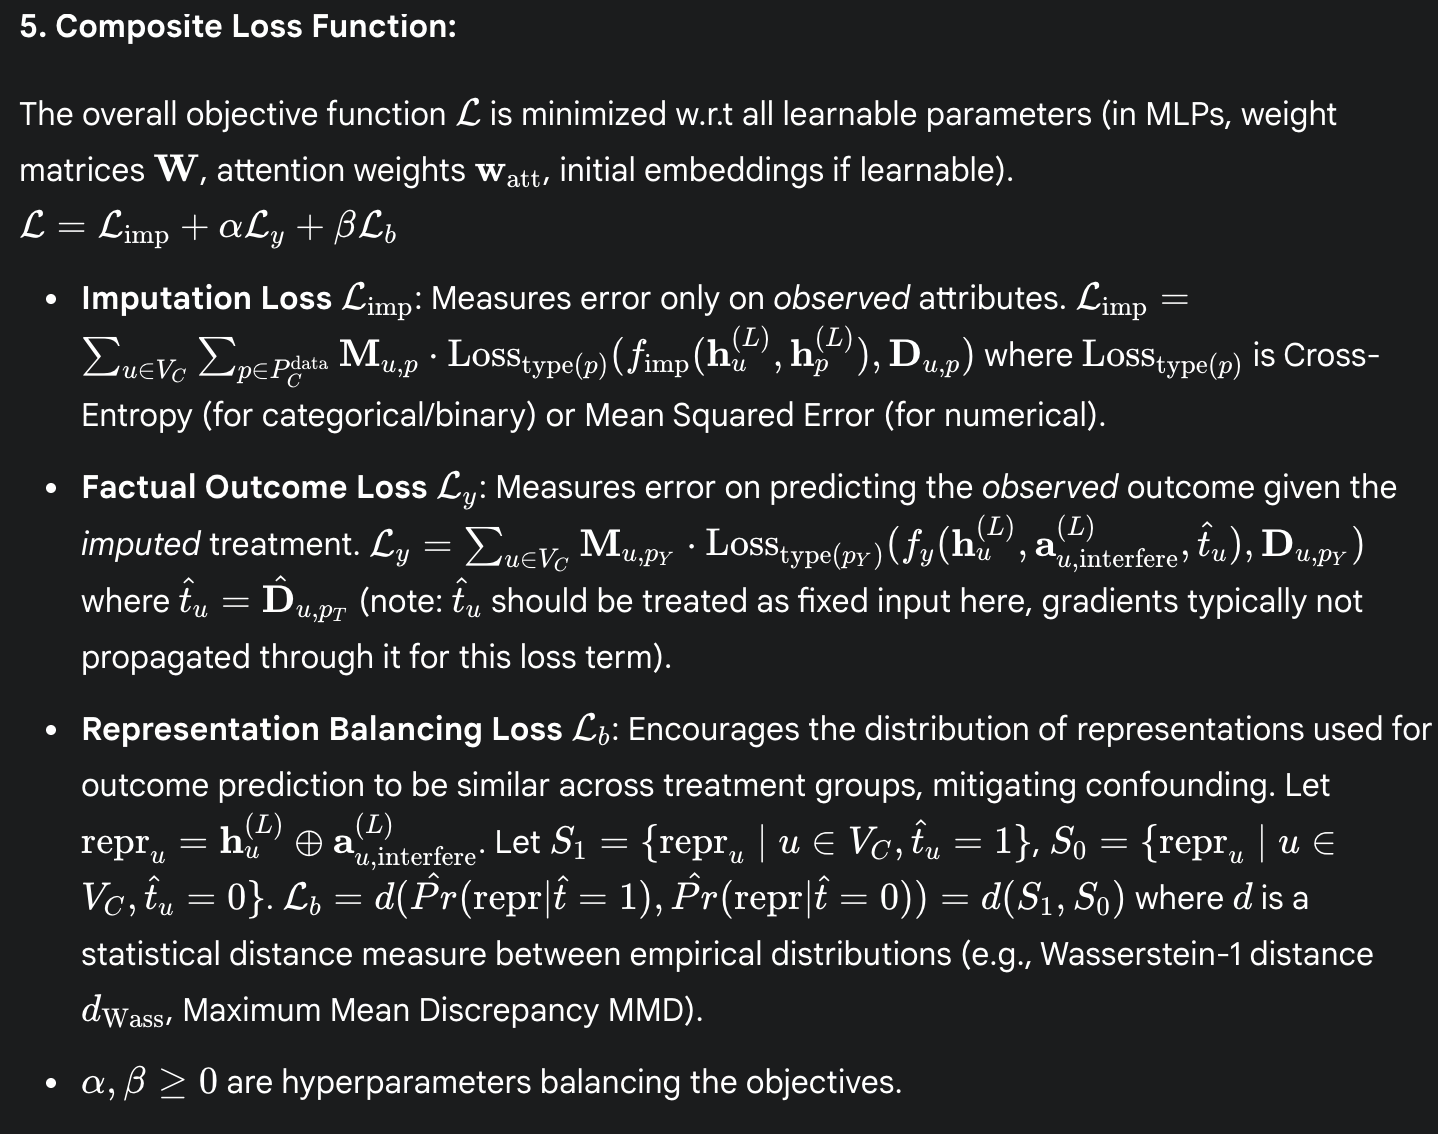 5. Composite Loss Function:
The overall objective function $\mathcal{L}$ is minimized w.r.t all learnable parameters (in MLPs, weight
matrices $\mathbf{W}$, attention weights $\mathbf{w}_{\text{att}}$, initial embeddings if learnable).
$\mathcal{L} = \mathcal{L}_{\text{imp}} + \alpha \mathcal{L}_y + \beta \mathcal{L}_b$
• Imputation Loss $\mathcal{L}_{\text{imp}}$: Measures error only on observed attributes. $\mathcal{L}_{\text{imp}} =$
$\sum_{u \in V_C} \sum_{p \in P_C^{\text{data}}} \mathbf{M}_{u,p} \cdot \text{Loss}_{\text{type}(p)}(f_{\text{imp}}(\mathbf{h}_u^{(L)}, \mathbf{h}_p^{(L)}), \mathbf{D}_{u,p})$ where $\text{Loss}_{\text{type}(p)}$ is Cross-
Entropy (for categorical/binary) or Mean Squared Error (for numerical).
• Factual Outcome Loss $\mathcal{L}_y$: Measures error on predicting the observed outcome given the
imputed treatment. $\mathcal{L}_y = \sum_{u \in V_C} \mathbf{M}_{u,p_Y} \cdot \text{Loss}_{\text{type}(p_Y)}(f_y(\mathbf{h}_u^{(L)}, \mathbf{a}_{u,\text{interfere}}^{(L)}, \hat{t}_u), \mathbf{D}_{u,p_Y})$
where $\hat{t}_u = \hat{\mathbf{D}}_{u,p_T}$ (note: $\hat{t}_u$ should be treated as fixed input here, gradients typically not
propagated through it for this loss term).
• Representation Balancing Loss $\mathcal{L}_b$: Encourages the distribution of representations used for
outcome prediction to be similar across treatment groups, mitigating confounding. Let
$\text{repr}_u = \mathbf{h}_u^{(L)} \oplus \mathbf{a}_{u,\text{interfere}}^{(L)}$. Let $S_1 = \{\text{repr}_u \mid u \in V_C, \hat{t}_u = 1\}$, $S_0 = \{\text{repr}_u \mid u \in$
$V_C, \hat{t}_u = 0\}$. $\mathcal{L}_b = d(\hat{Pr}(\text{repr}|\hat{t} = 1), \hat{Pr}(\text{repr}|\hat{t} = 0)) = d(S_1, S_0)$ where $d$ is a
statistical distance measure between empirical distributions (e.g., Wasserstein-1 distance
$d_{\text{Wass}}$, Maximum Mean Discrepancy MMD).
• $\alpha, \beta \geq 0$ are hyperparameters balancing the objectives.